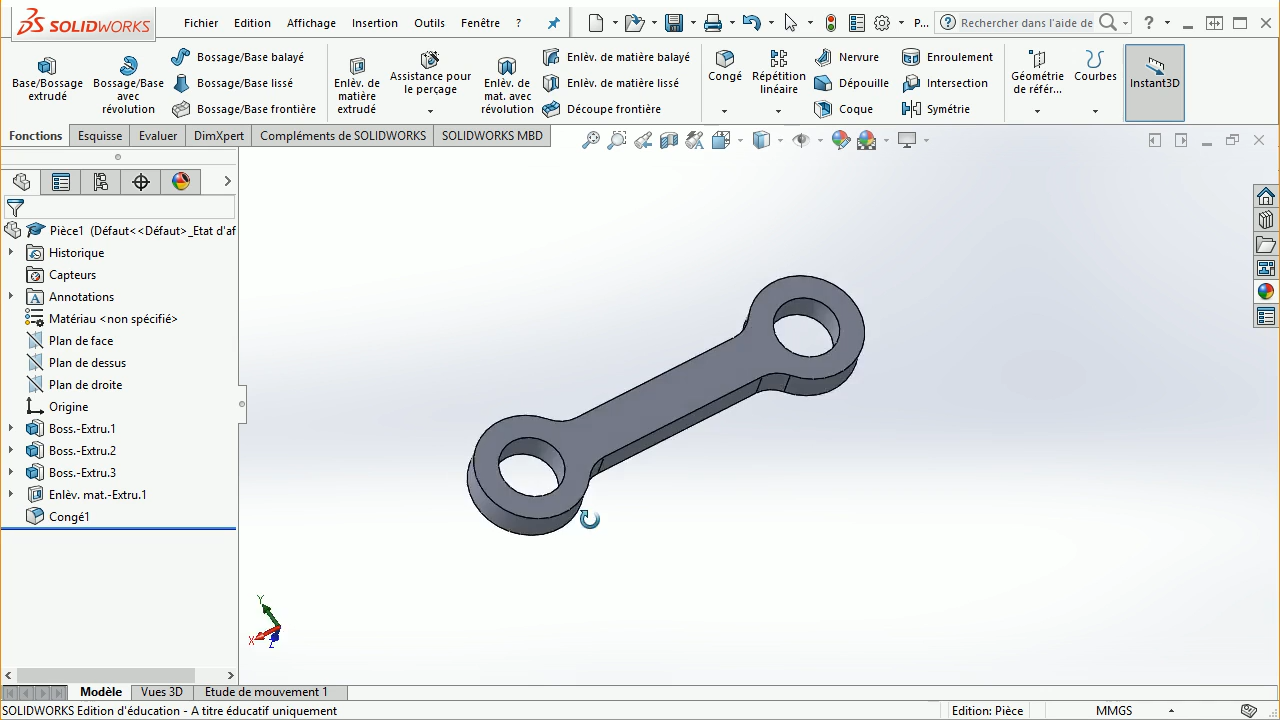 SOLIDWORKS
Fichier Edition Affichage Insertion Outils Fenêtre ?
P... Rechercher dans l'aide de ?
Base/Bossage extrudé
Bossage/Base avec révolution
Bossage/Base balayé
Bossage/Base lissé
Bossage/Base frontière
Enlèv. de matière extrudé
Assistance pour le perçage
Enlèv. de mat. avec révolution
Enlèv. de matière balayé
Enlèv. de matière lissé
Découpe frontière
Congé
Répétition linéaire
Nervure
Dépouille
Coque
Enroulement
Intersection
Symétrie
Géométrie de référ...
Courbes
Instant3D
Fonctions Esquisse Evaluer DimXpert Compléments de SOLIDWORKS SOLIDWORKS MBD
Pièce1 (Défaut<<Défaut>_Etat d'af
Historique
Capteurs
Annotations
Matériau <non spécifié>
Plan de face
Plan de dessus
Plan de droite
Origine
Boss.-Extru.1
Boss.-Extru.2
Boss.-Extru.3
Enlèv. mat.-Extru.1
Congé1
Y
X
Z
Modèle Vues 3D Etude de mouvement 1
SOLIDWORKS Edition d'éducation - A titre éducatif uniquement
Edition: Pièce MMGS